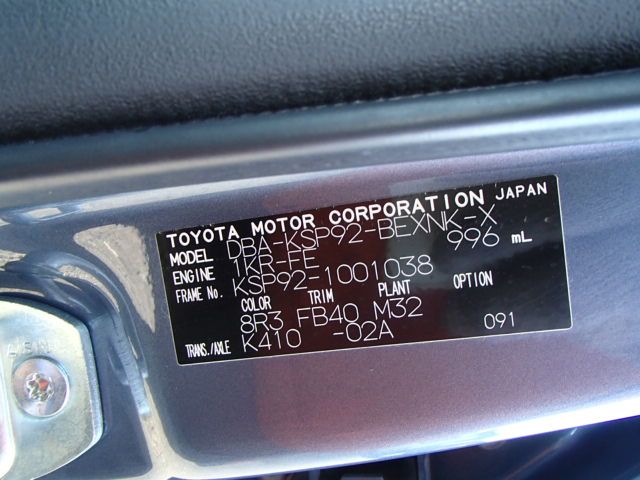 TOYOTA MOTOR CORPORATION JAPAN
MODEL DBA-KSP92-BEXNK-X
ENGINE 1KR-FE 996 mL
FRAME No. KSP92-1001038
COLOR TRIM PLANT OPTION
8R3 FB40 M32
TRANS./AXLE K410 -02A 091